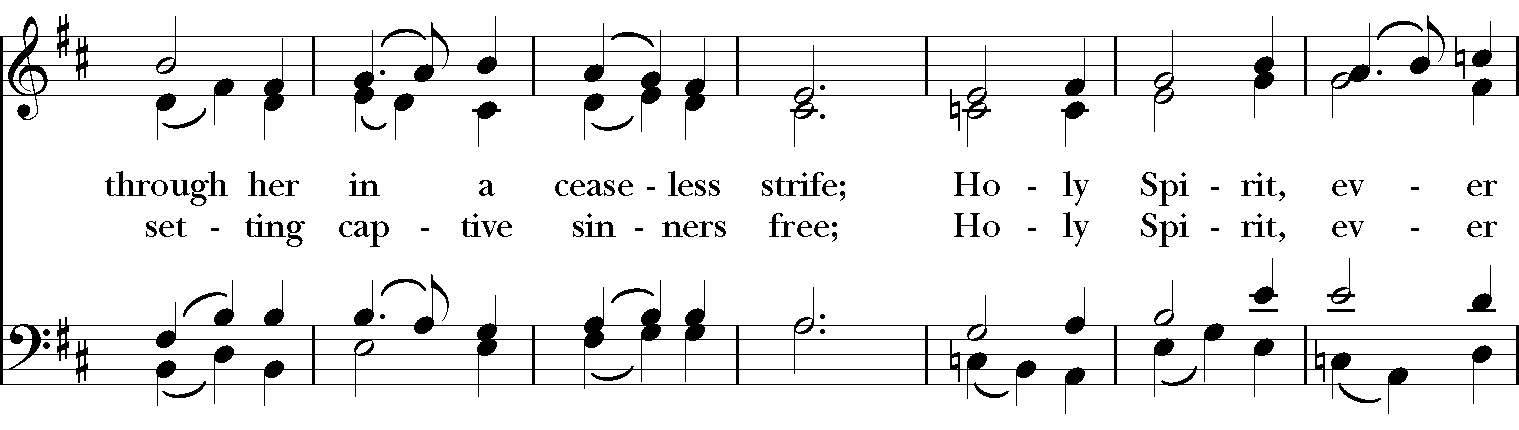 through her in a cease - less strife; Ho - ly Spi - rit, ev - er
set - ting cap - tive sin - ners free; Ho - ly Spi - rit, ev - er